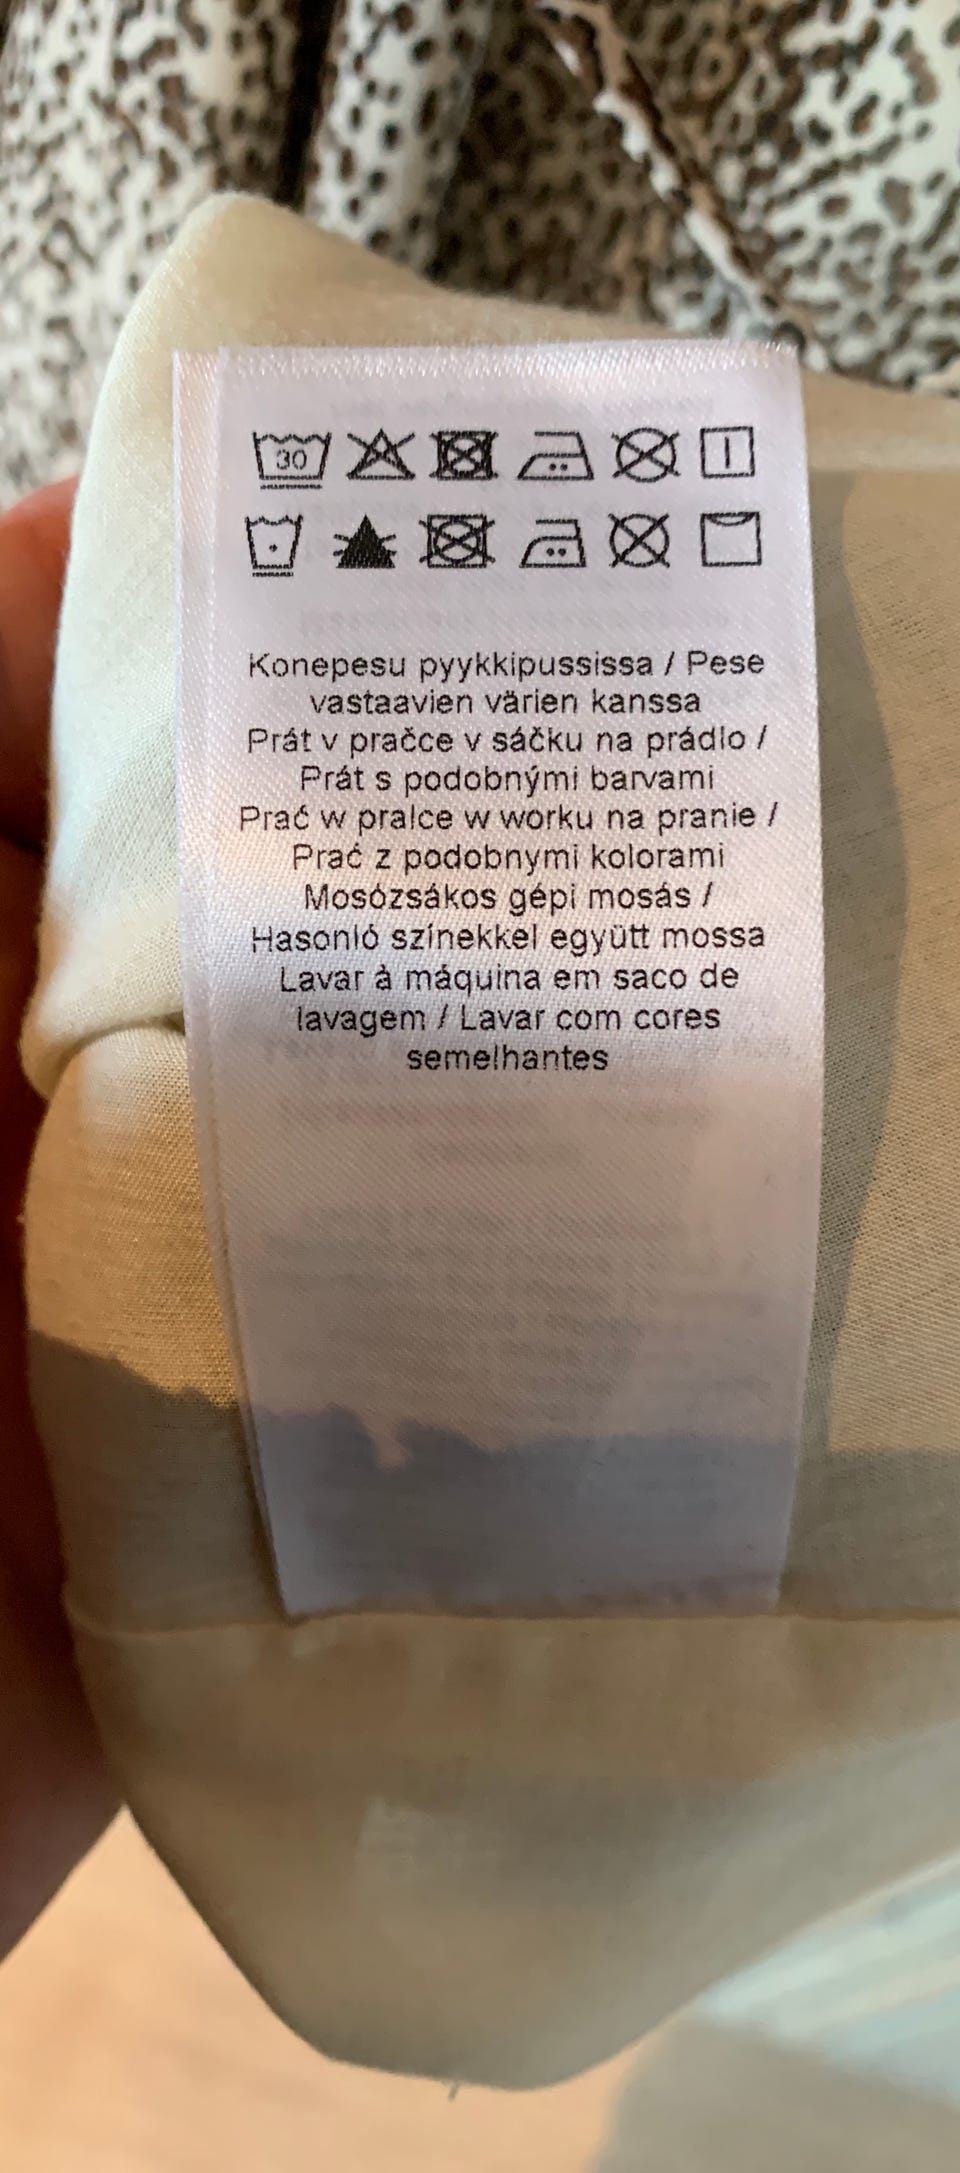 30
Konepesu pyykkipussissa / Pese
vastaavien värien kanssa
Prát v pračce v sáčku na prádlo /
Prát s podobnými barvami
Prać w pralce w worku na pranie /
Prać z podobnymi kolorami
Mosózsákos gépi mosás /
Hasonló színekkel együtt mossa
Lavar à máquina em saco de
lavagem / Lavar com cores
semelhantes